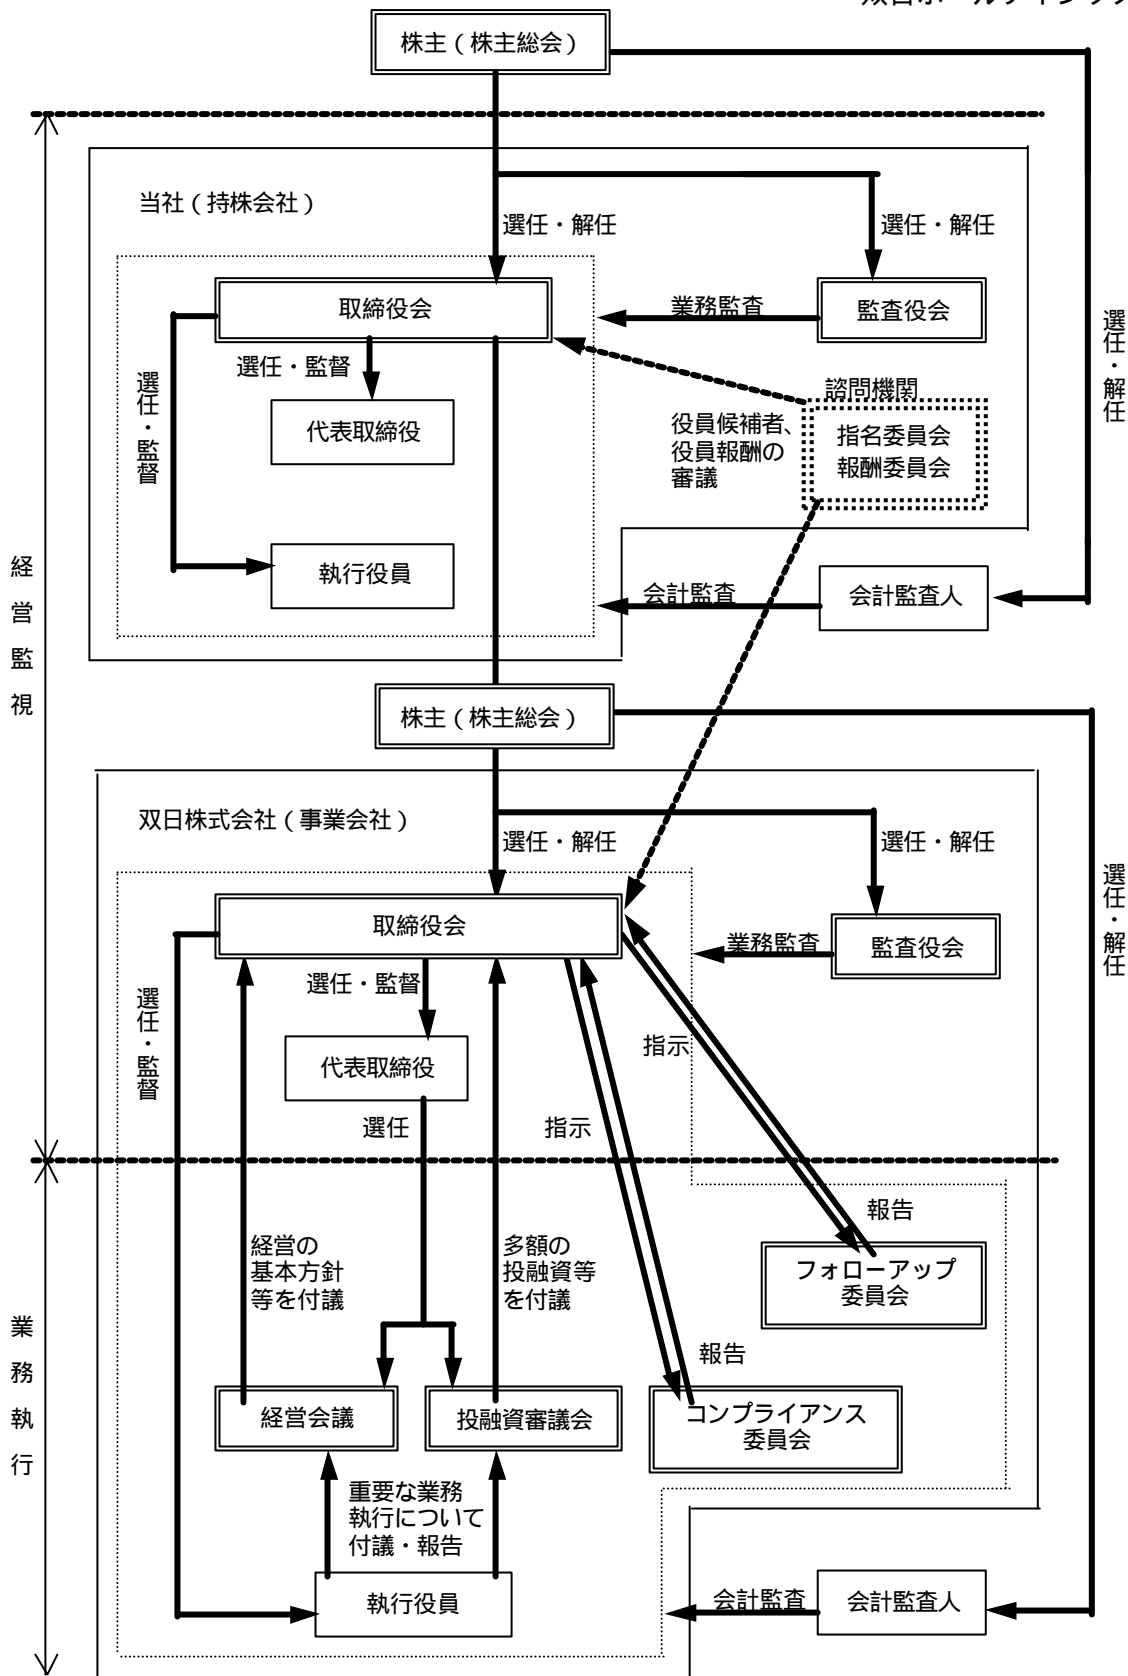 株主（株主総会）
当社（持株会社）
選任・解任
選任・解任
取締役会
業務監査
監査役会
選任・解任
選任・監督
選任・監督
諮問機関
代表取締役
役員候補者、
役員報酬の
審議
指名委員会
報酬委員会
執行役員
会計監査
会計監査人
経営監視
株主（株主総会）
双日株式会社（事業会社）
選任・解任
選任・解任
選任・解任
取締役会
業務監査
監査役会
選任・監督
選任・監督
指示
代表取締役
選任
指示
報告
経営の
基本方針
等を付議
多額の
投融資等
を付議
フォローアップ
委員会
業務執行
報告
経営会議
投融資審議会
コンプライアンス
委員会
重要な業務
執行について
付議・報告
執行役員
会計監査
会計監査人